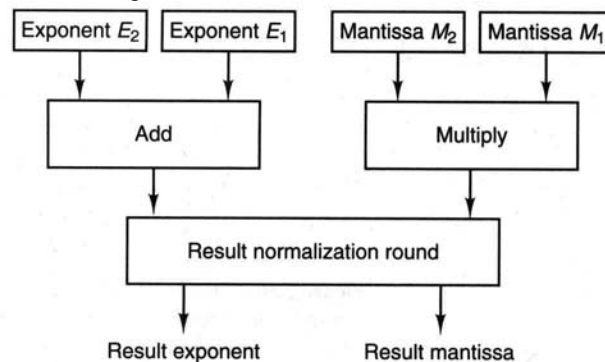 Exponent E₂ Exponent E₁ Mantissa M₂ Mantissa M₁
Add Multiply
Result normalization round
Result exponent Result mantissa